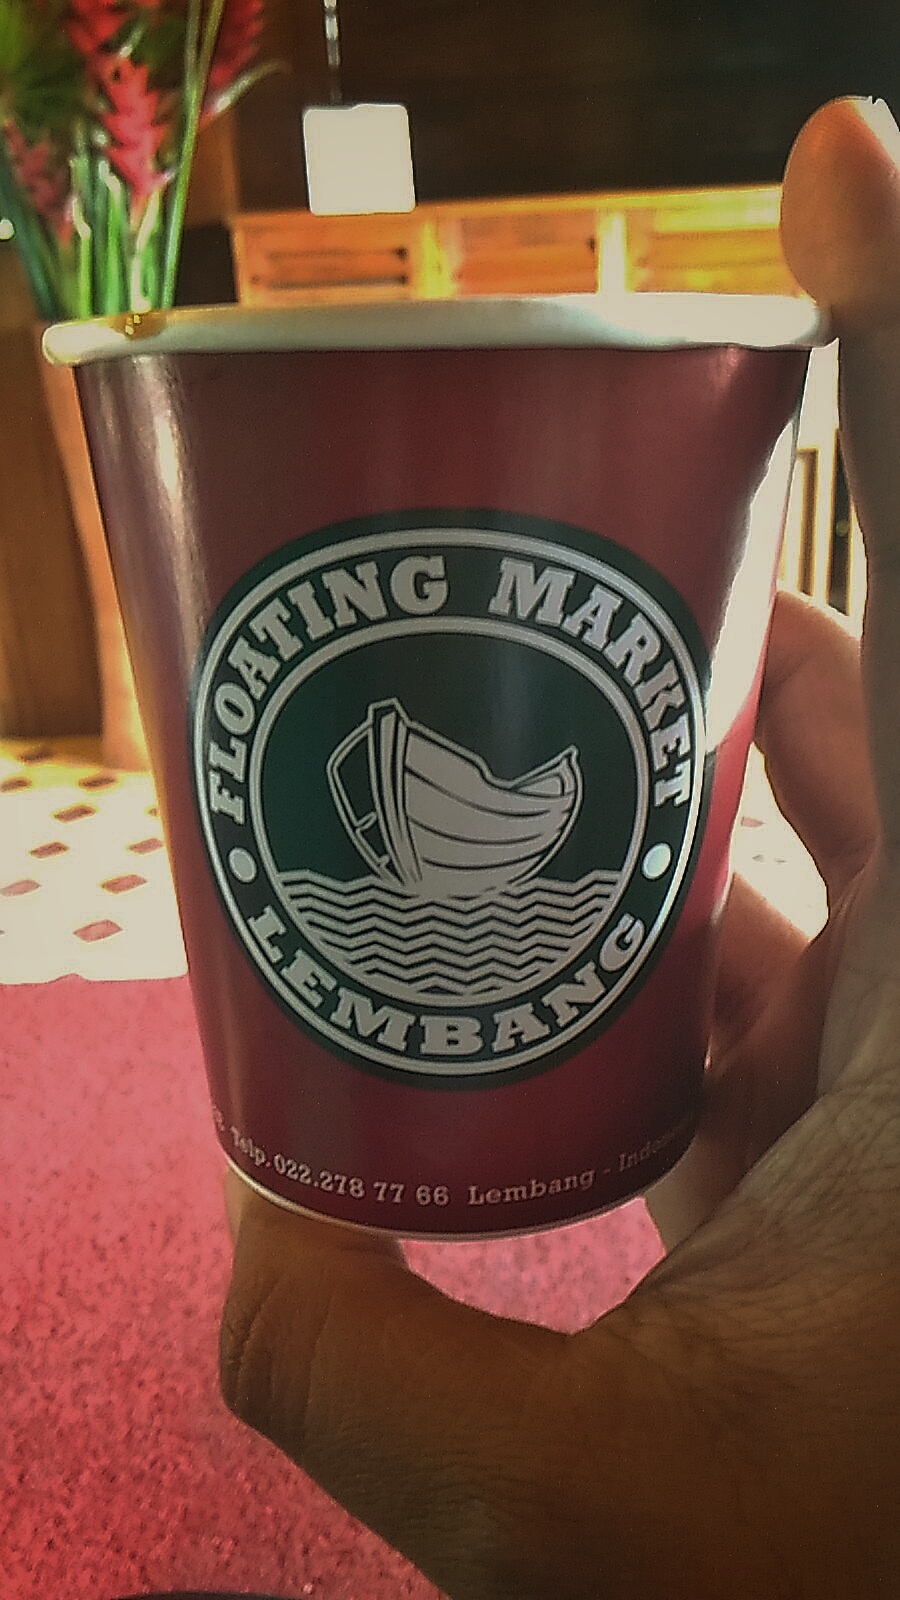 FLOATING MARKET
LEMBANG
Telp. 022.278 77 66 Lembang -